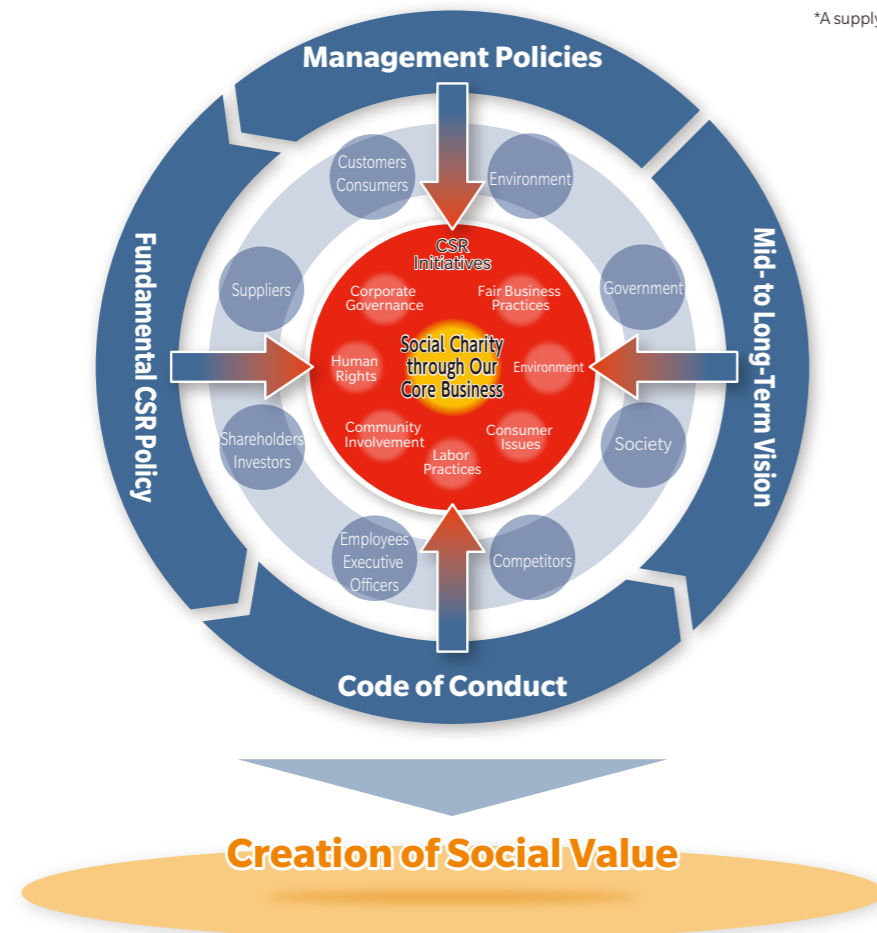 *A supply
Management Policies
Customers
Consumers
Environment
Fundamental CSR Policy
Mid- to Long-Term Vision
Suppliers
Government
CSR
Initiatives
Corporate
Governance
Fair Business
Practices
Social Charity
through Our
Core Business
Human
Rights
Environment
Community
Involvement
Consumer
Issues
Labor
Practices
Shareholders
Investors
Society
Employees
Executive
Officers
Competitors
Code of Conduct
Creation of Social Value